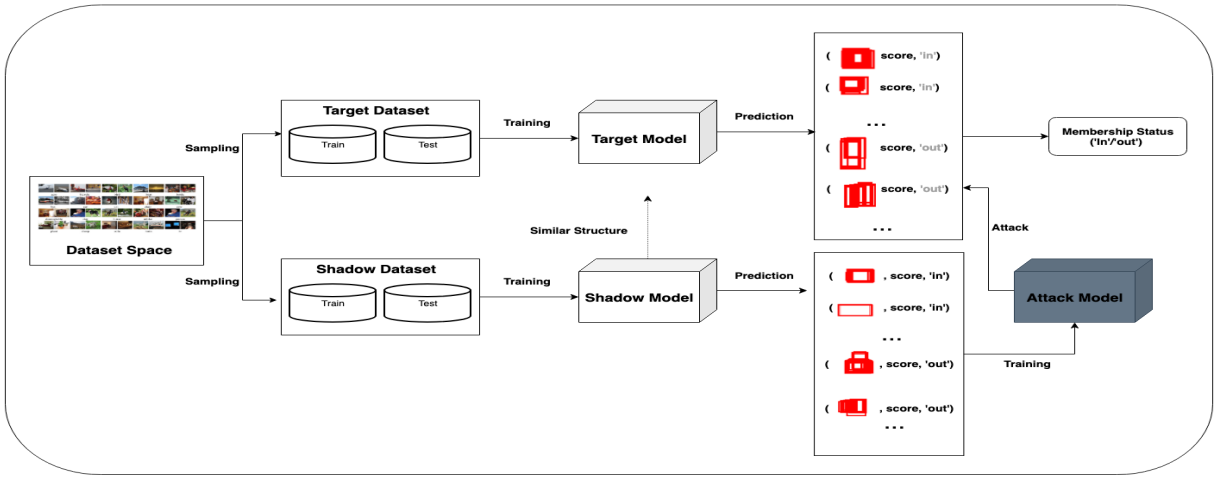 Dataset Space
Sampling
Sampling
Target Dataset
Train
Test
Training
Target Model
Prediction
( score, 'in')
( score, 'in')
...
( score, 'out')
( score, 'out')
...
Membership Status
('In'/'out')
Similar Structure
Attack
Shadow Dataset
Train
Test
Training
Shadow Model
Prediction
( , score, 'in')
( , score, 'in')
...
( , score, 'out')
( , score, 'out')
...
Attack Model
Training